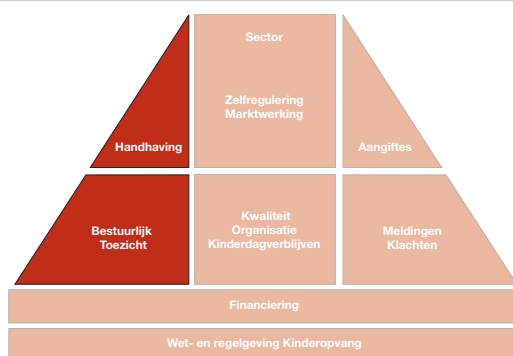 Sector
Zelfregulering
Marktwerking
Handhaving
Aangiftes
Bestuurlijk
Toezicht
Kwaliteit
Organisatie
Kinderdagverblijven
Meldingen
Klachten
Financiering
Wet- en regelgeving Kinderopvang